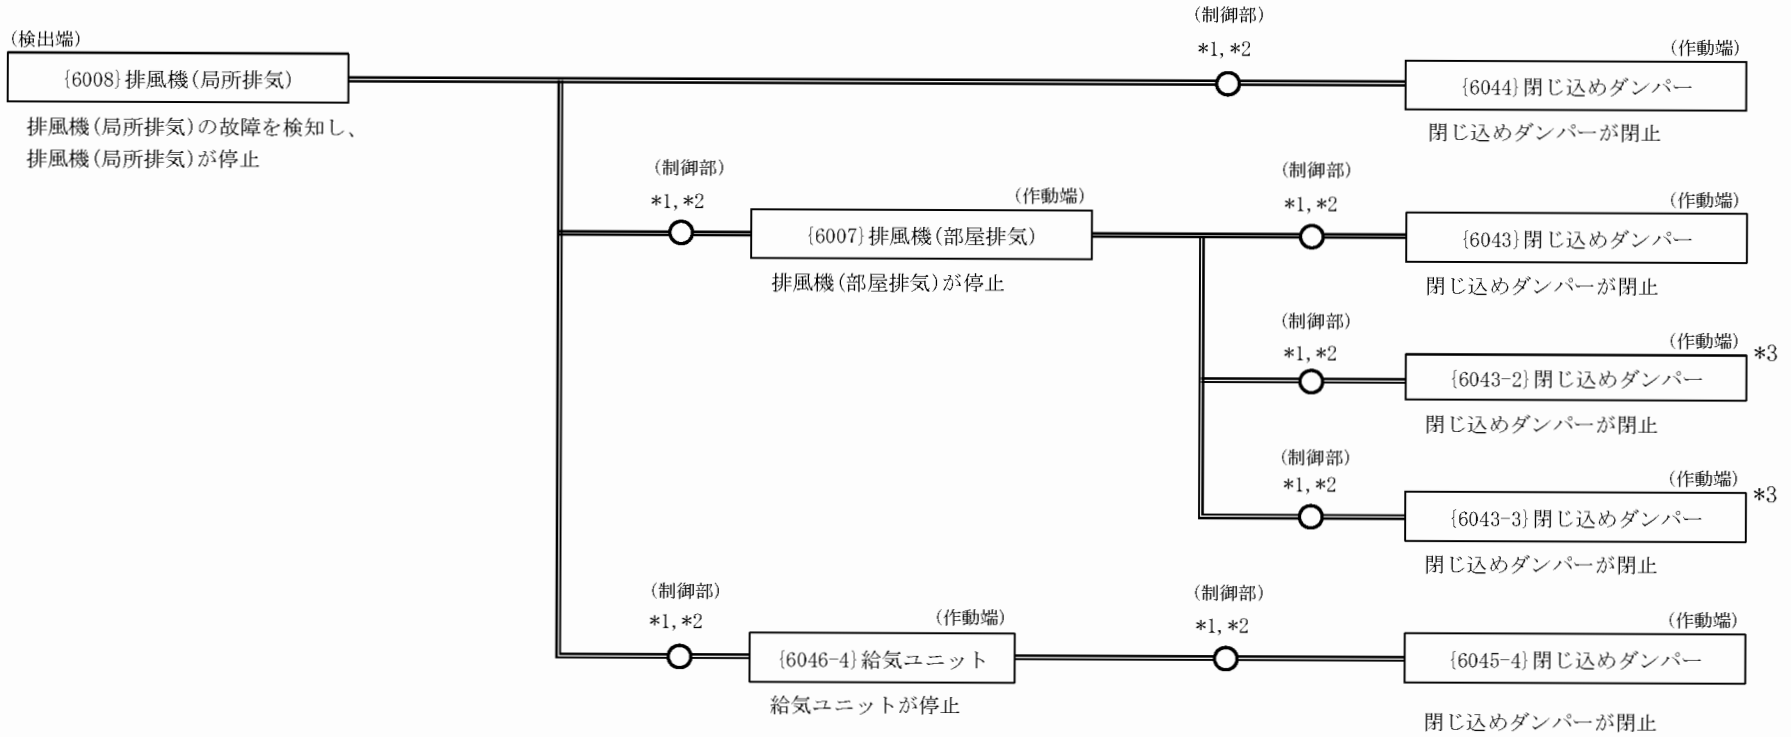 (検出端)
{6008}排風機(局所排気)
排風機(局所排気)の故障を検知し、
排風機(局所排気)が停止
(制御部)
*1,*2
(作動端)
{6044}閉じ込めダンパー
閉じ込めダンパーが閉止
(制御部)
*1,*2
(作動端)
{6007}排風機(部屋排気)
排風機(部屋排気)が停止
(制御部)
*1,*2
(作動端)
{6043}閉じ込めダンパー
閉じ込めダンパーが閉止
(制御部)
*1,*2
(作動端)
*3
{6043-2}閉じ込めダンパー
閉じ込めダンパーが閉止
(制御部)
*1,*2
(作動端)
*3
{6043-3}閉じ込めダンパー
閉じ込めダンパーが閉止
(制御部)
*1,*2
(作動端)
{6046-4}給気ユニット
給気ユニットが停止
(制御部)
*1,*2
(作動端)
{6045-4}閉じ込めダンパー
閉じ込めダンパーが閉止